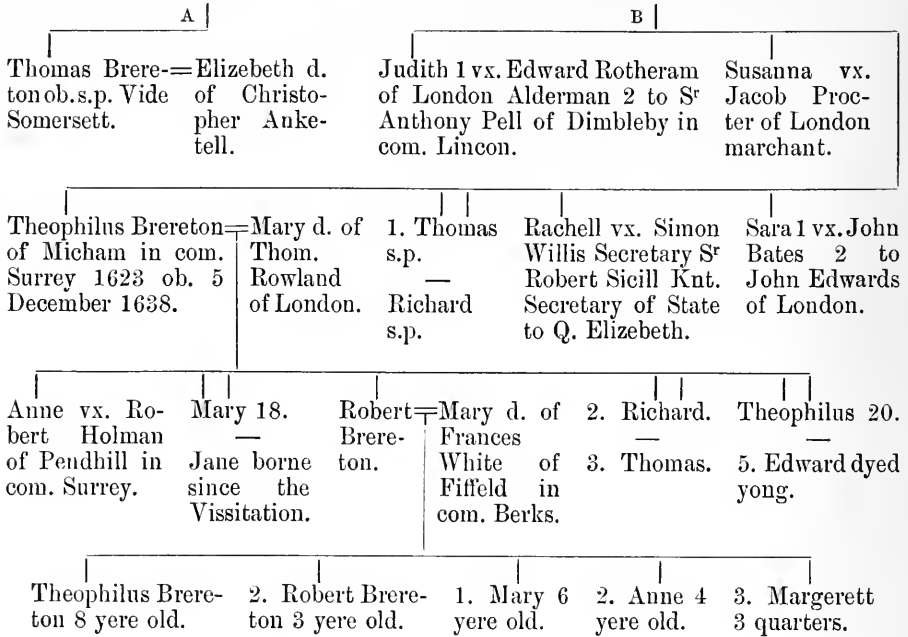 A
B
Thomas Brere-=Elizebeth d.
ton ob. s.p. Vide of Christo-
Somersett. pher Anke-
tell.
Judith 1 vx. Edward Rotheram
of London Alderman 2 to Sʳ
Anthony Pell of Dimbleby in
com. Lincon.
Susanna vx.
Jacob Proc-
ter of London
marchant.
Theophilus Brereton=Mary d. of
of Micham in com. Thom.
Surrey 1623 ob. 5 Rowland
December 1638. of London.
1. Thomas
s.p.
—
Richard
s.p.
Rachell vx. Simon
Willis Secretary Sʳ
Robert Sicill Knt.
Secretary of State
to Q. Elizebeth.
Sara 1 vx. John
Bates 2 to
John Edwards
of London.
Anne vx. Ro-
bert Holman
of Pendhill in
com. Surrey.
Mary 18.
—
Jane borne
since the
Vissitation.
Robert=Mary d. of
Brere- Frances
ton. White of
Fiffeld in
com. Berks.
2. Richard.
—
3. Thomas.
Theophilus 20.
—
5. Edward dyed
yong.
Theophilus Brere-
ton 8 yere old.
2. Robert Brere-
ton 3 yere old.
1. Mary 6
yere old.
2. Anne 4
yere old.
3. Margerett
3 quarters.